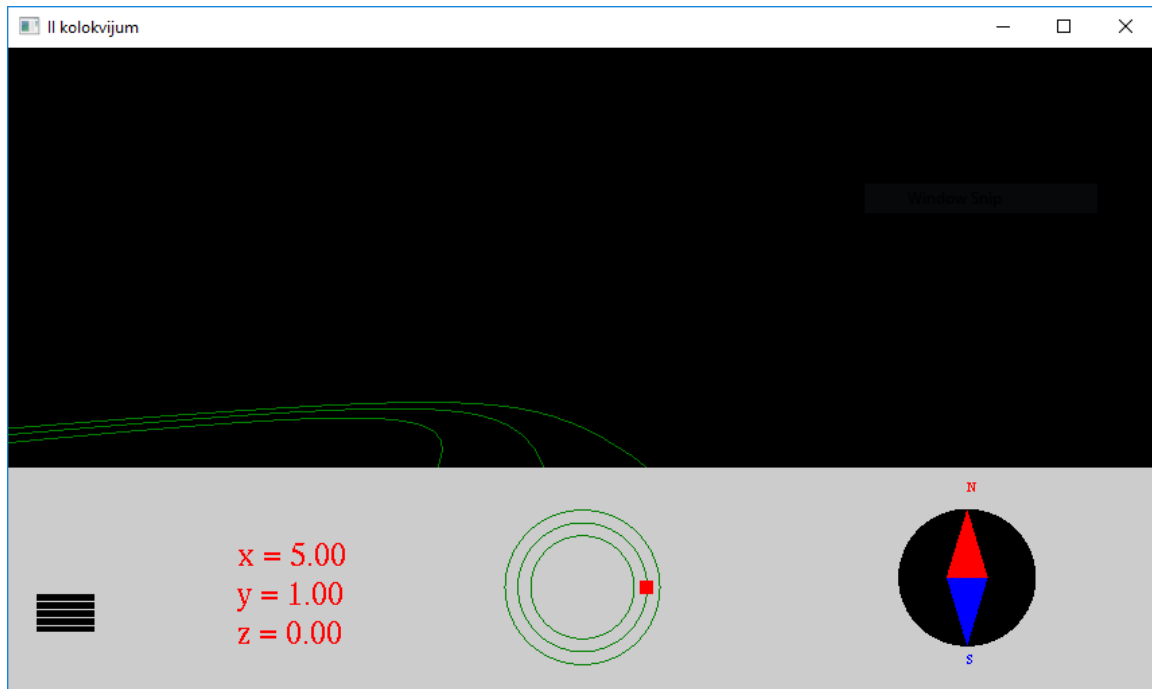 II kolokvijum
Window Snip
N
x = 5.00
y = 1.00
z = 0.00
S